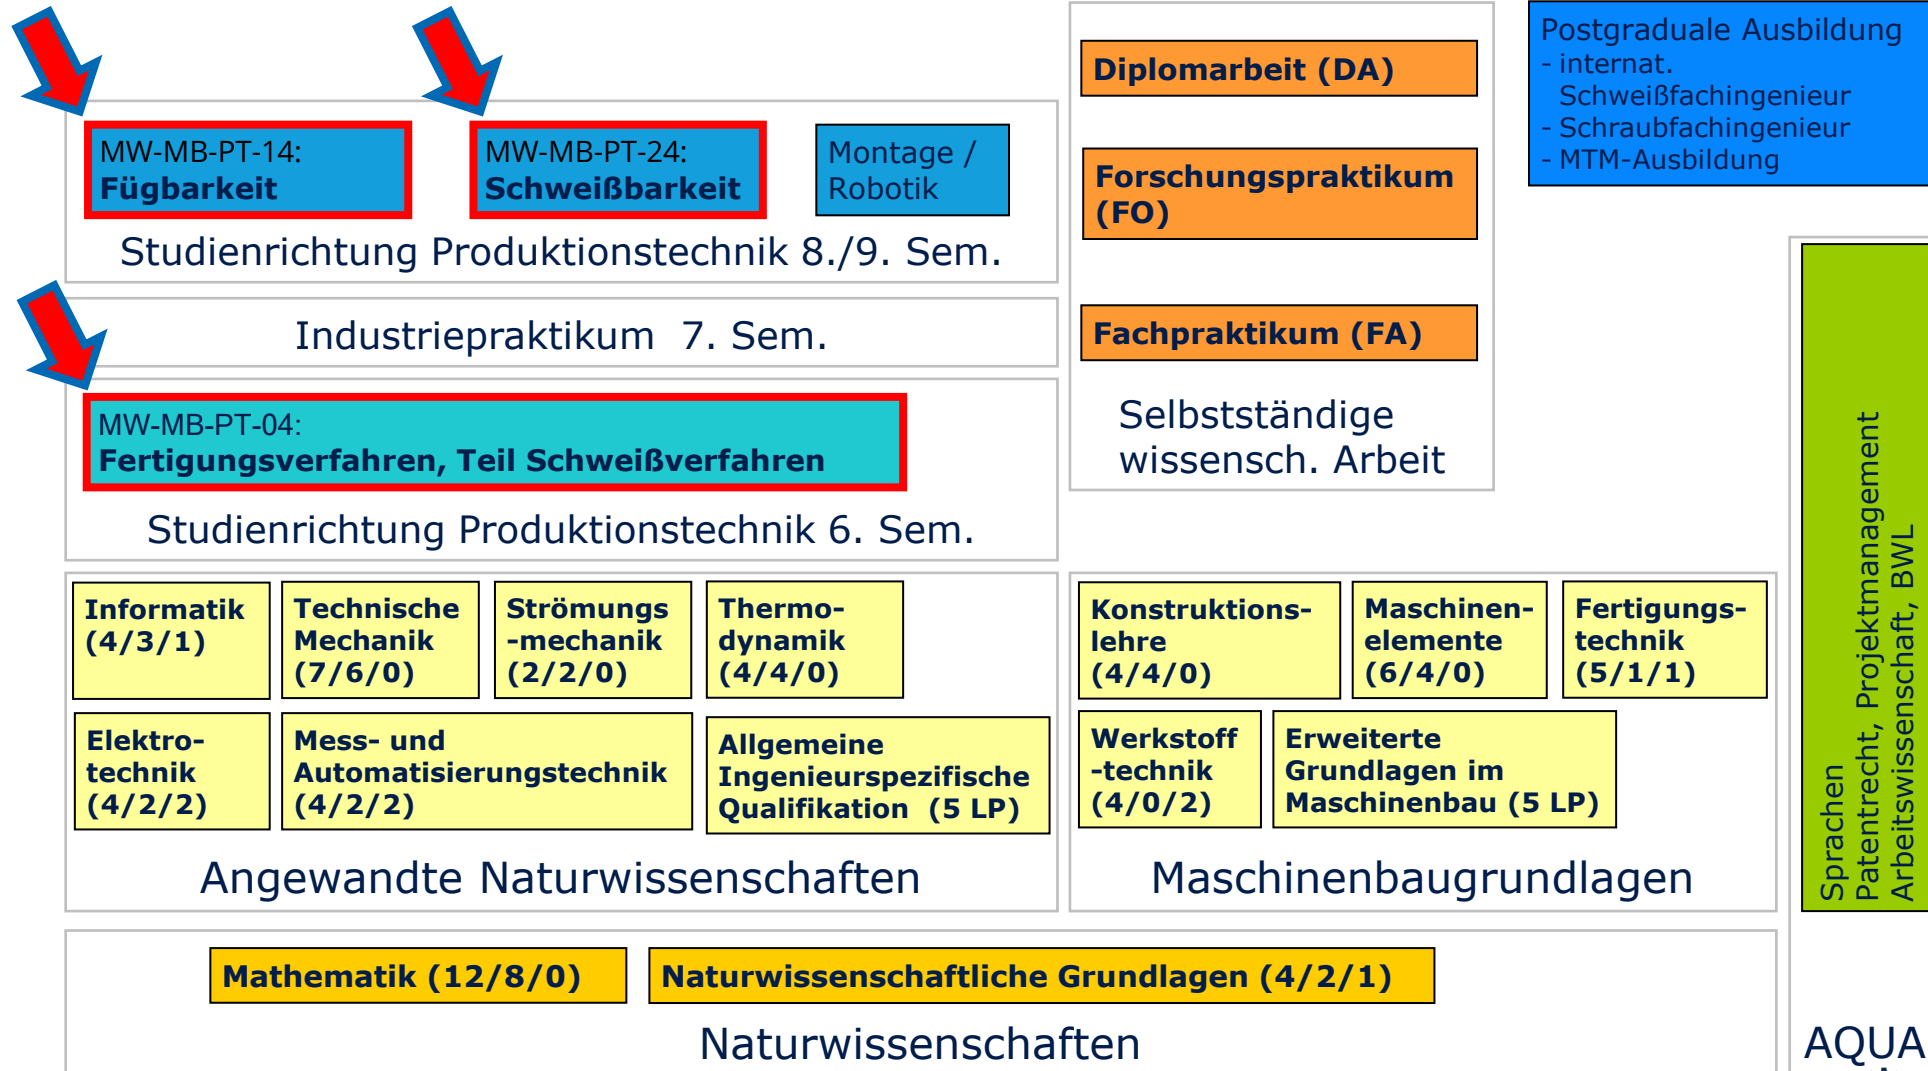 MW-MB-PT-14:
Fügbarkeit
MW-MB-PT-24:
Schweißbarkeit
Montage /
Robotik
Studienrichtung Produktionstechnik 8./9. Sem.
Industriepraktikum 7. Sem.
MW-MB-PT-04:
Fertigungsverfahren, Teil Schweißverfahren
Studienrichtung Produktionstechnik 6. Sem.
Diplomarbeit (DA)
Forschungspraktikum
(FO)
Fachpraktikum (FA)
Selbstständige
wissensch. Arbeit
Postgraduale Ausbildung
- internat.
Schweißfachingenieur
- Schraubfachingenieur
- MTM-Ausbildung
Informatik
(4/3/1)
Technische
Mechanik
(7/6/0)
Strömungs
-mechanik
(2/2/0)
Thermo-
dynamik
(4/4/0)
Elektro-
technik
(4/2/2)
Mess- und
Automatisierungstechnik
(4/2/2)
Allgemeine
Ingenieurspezifische
Qualifikation (5 LP)
Angewandte Naturwissenschaften
Konstruktions-
lehre
(4/4/0)
Maschinen-
elemente
(6/4/0)
Fertigungs-
technik
(5/1/1)
Werkstoff
-technik
(4/0/2)
Erweiterte
Grundlagen im
Maschinenbau (5 LP)
Maschinenbaugrundlagen
Sprachen
Patentrecht, Projektmanagement
Arbeitswissenschaft, BWL
Mathematik (12/8/0)
Naturwissenschaftliche Grundlagen (4/2/1)
Naturwissenschaften
AQUA